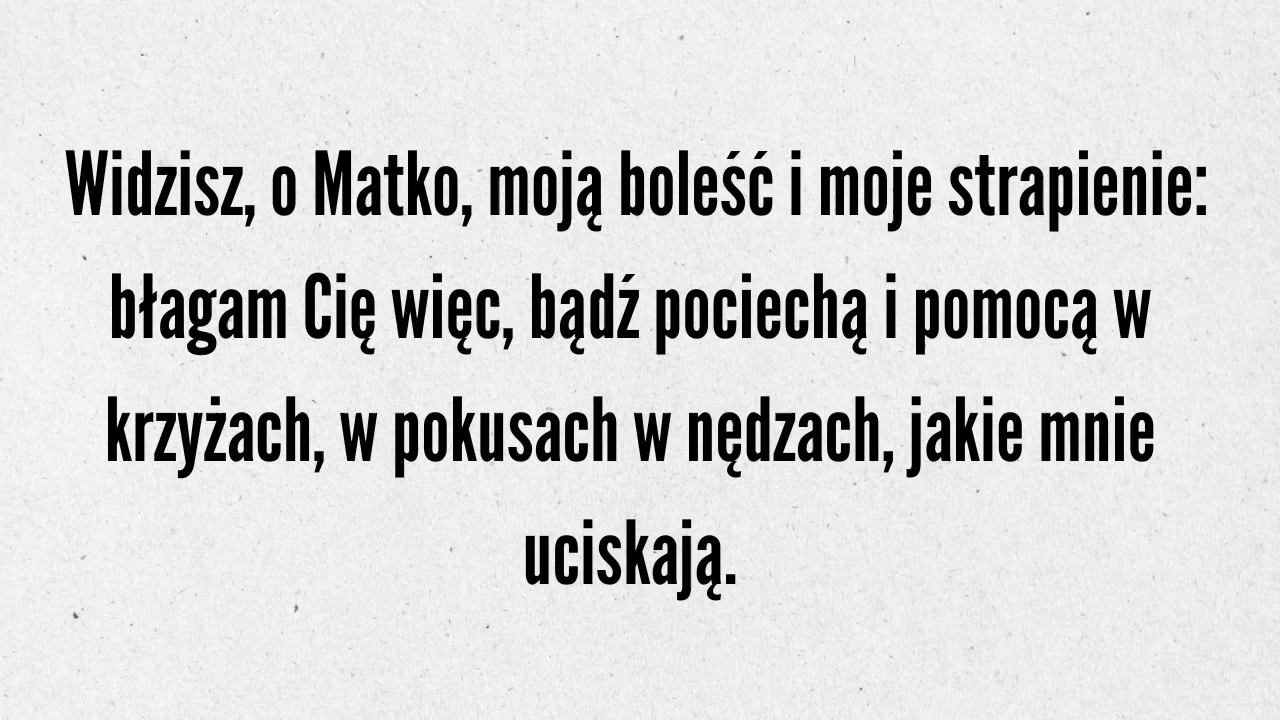 Widzisz, o Matko, moją boleść i moje strapienie:
błagam Cię więc, bądź pociechą i pomocą w
krzyżach, w pokusach w nędzach, jakie mnie
uciskają.